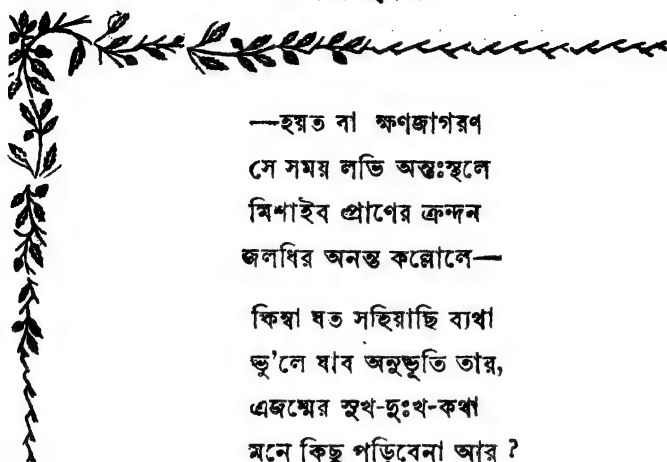 —হয়ত বা ক্ষণজাগরণ
সে সময় লভি অন্তঃস্থলে
মিশাইব প্রাণের ক্রন্দন
জলধির অনন্ত কল্লোলে—
কিম্বা যত সহিয়াছি ব্যথা
ভু'লে যাব অনুভূতি তার,
এজন্মের সুখ-দুঃখ-কথা
মনে কিছু পড়িবেনা আর ?